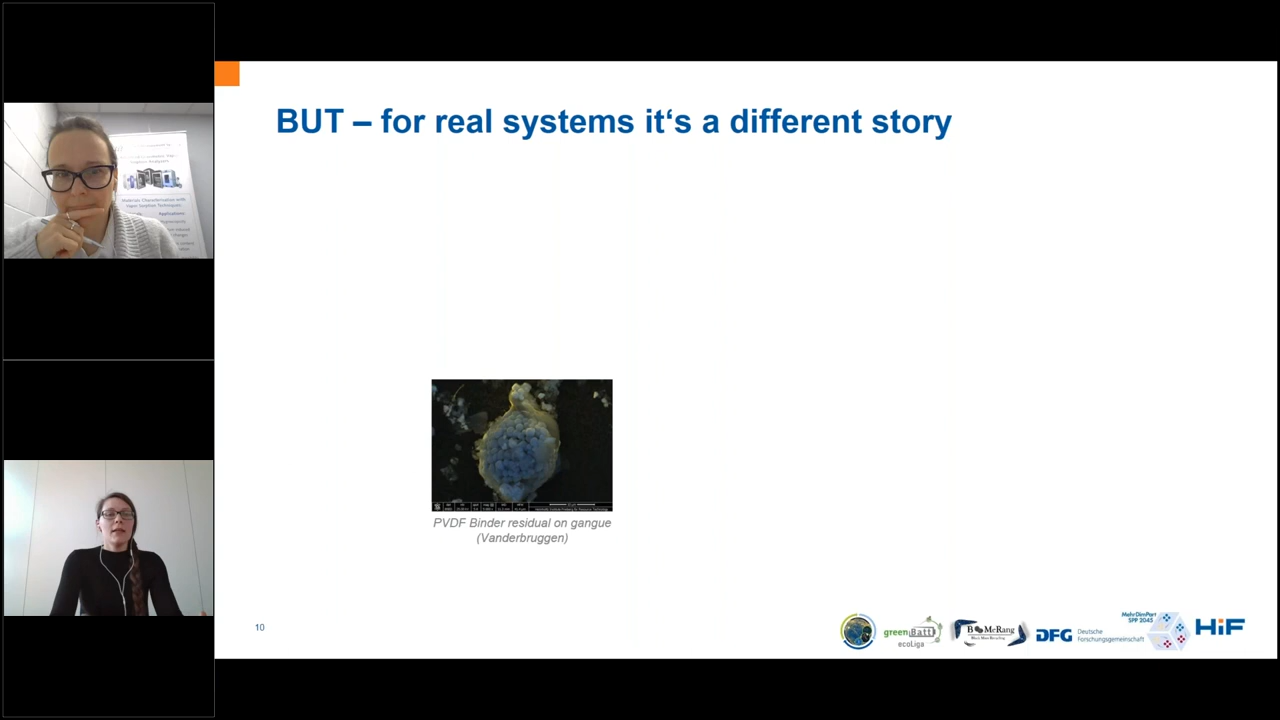 BUT – for real systems it‘s a different story
PVDF Binder residual on gangue
(Vanderbruggen)
10
greenBatt
ecoLiga
DFG
Deutsche
Forschungsgemeinschaft
MehrDimPart
SPP 2045
HiF